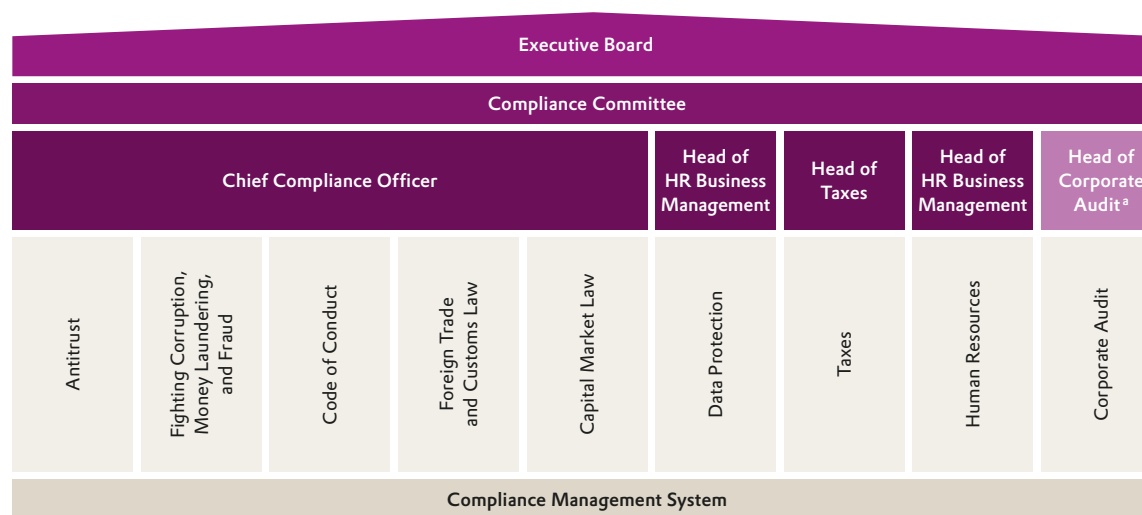 Executive Board
Compliance Committee
Chief Compliance Officer
Head of
HR Business
Management
Head of
Taxes
Head of
HR Business
Management
Head of
Corporate
Audit ᵃ
Antitrust
Fighting Corruption,
Money Laundering,
and Fraud
Code of Conduct
Foreign Trade
and Customs Law
Capital Market Law
Data Protection
Taxes
Human Resources
Corporate Audit
Compliance Management System